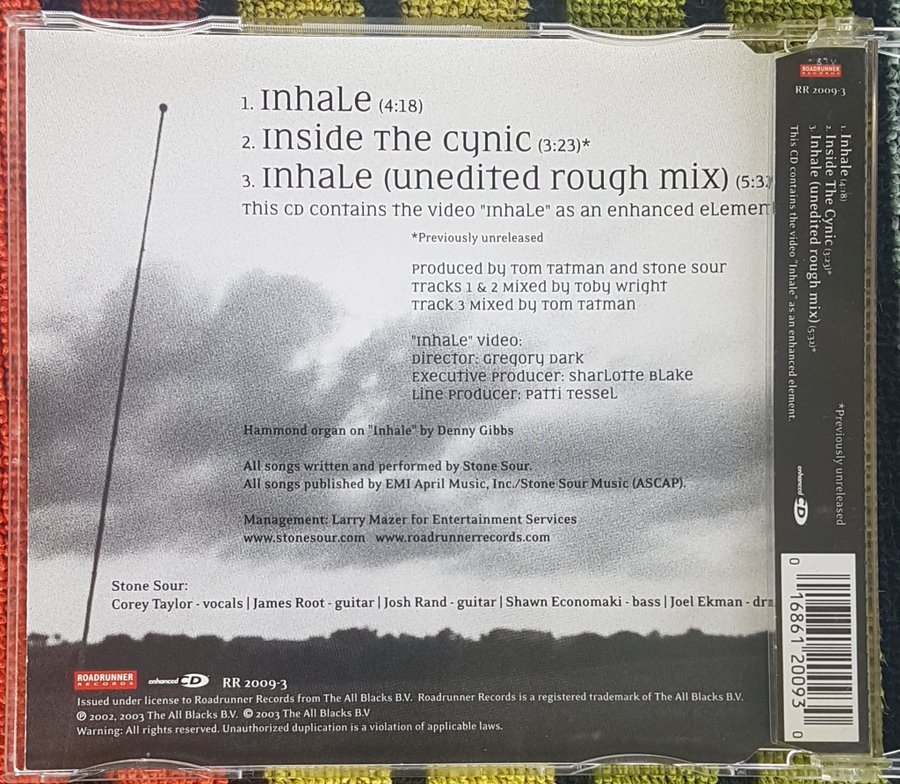 1. Inhale (4:18)
2. Inside The Cynic (3:23)*
3. Inhale (unedited rough mix) (5:3
This CD contains the video "Inhale" as an enhanced elemen
*Previously unreleased
Produced by Tom Tatman and Stone Sour
Tracks 1 & 2 Mixed by Toby Wright
Track 3 Mixed by Tom Tatman
"Inhale" video:
Director: Gregory Dark
Executive Producer: Sharlotte Blake
Line Producer: Patti Tessel
Hammond organ on "Inhale" by Denny Gibbs
All songs written and performed by Stone Sour.
All songs published by EMI April Music, Inc./Stone Sour Music (ASCAP).
Management: Larry Mazer for Entertainment Services
www.stonesour.com www.roadrunnerrecords.com
Stone Sour:
Corey Taylor - vocals | James Root - guitar | Josh Rand - guitar | Shawn Economaki - bass | Joel Ekman - dr
ROADRUNNER RECORDS enhanced CD RR 2009-3
Issued under license to Roadrunner Records from The All Blacks B.V. Roadrunner Records is a registered trademark of The All Blacks B.V.
℗ 2002, 2003 The All Blacks B.V. © 2003 The All Blacks B.V
Warning: All rights reserved. Unauthorized duplication is a violation of applicable laws.
ROADRUNNER RECORDS
RR 2009-3
1. Inhale (4:18)
2. Inside The Cynic (3:23)*
3. Inhale (unedited rough mix) (5:32)*
This CD contains the video "Inhale" as an enhanced element.
*Previously unreleased
enhanced CD
0 16861 20093 0